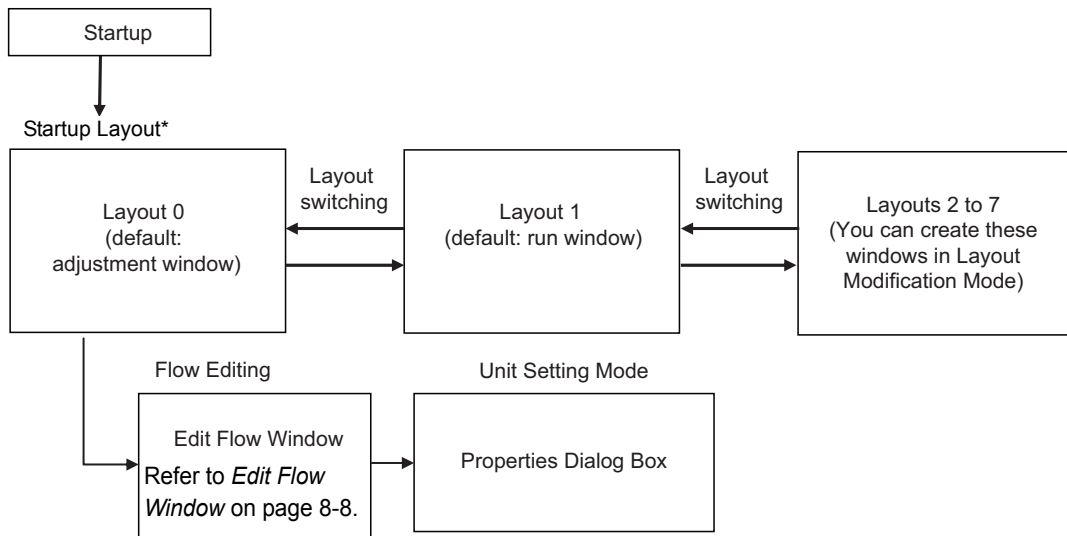 Startup
Startup Layout*
Layout 0
(default:
adjustment window)
Layout
switching
Layout 1
(default: run window)
Layout
switching
Layouts 2 to 7
(You can create these
windows in Layout
Modification Mode)
Flow Editing
Edit Flow Window
Refer to Edit Flow
Window on page 8-8.
Unit Setting Mode
Properties Dialog Box